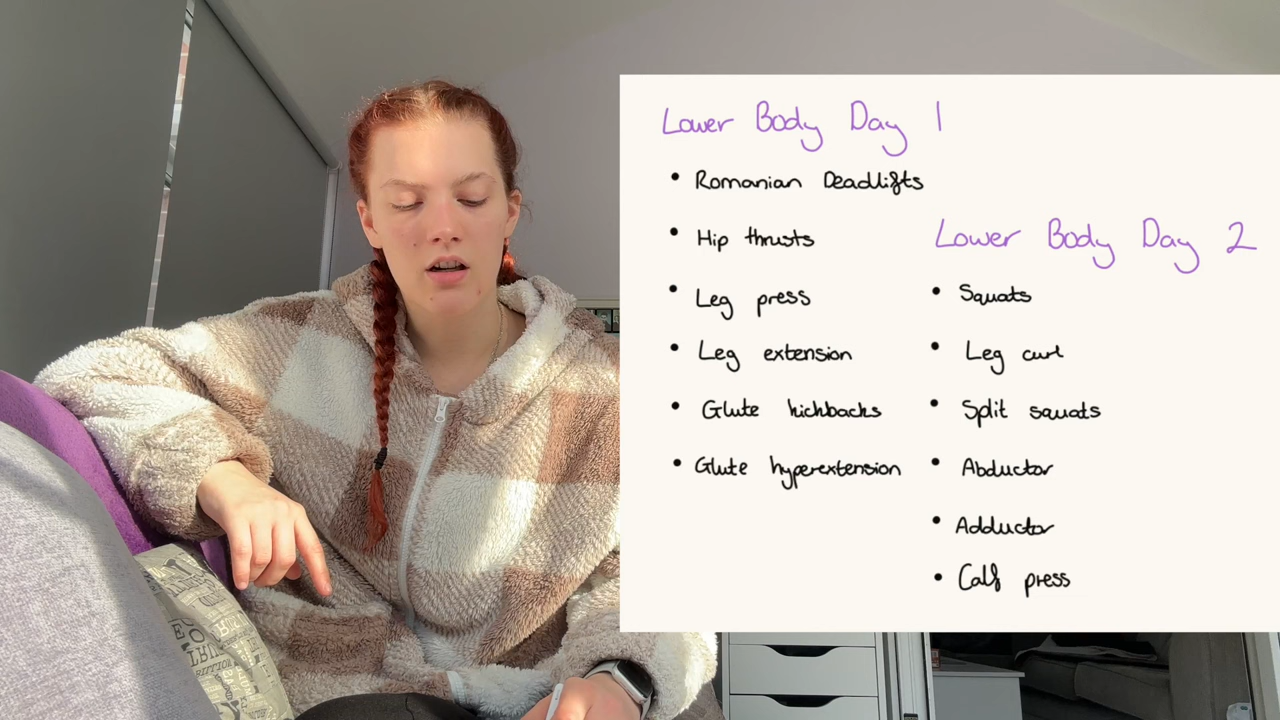 Lower Body Day 1
• Romanian Deadlifts
• Hip thrusts
• Leg press
• Leg extension
• Glute kickbacks
• Glute hyperextension
Lower Body Day 2
• Squats
• Leg curl
• Split squats
• Abductor
• Adductor
• Calf press